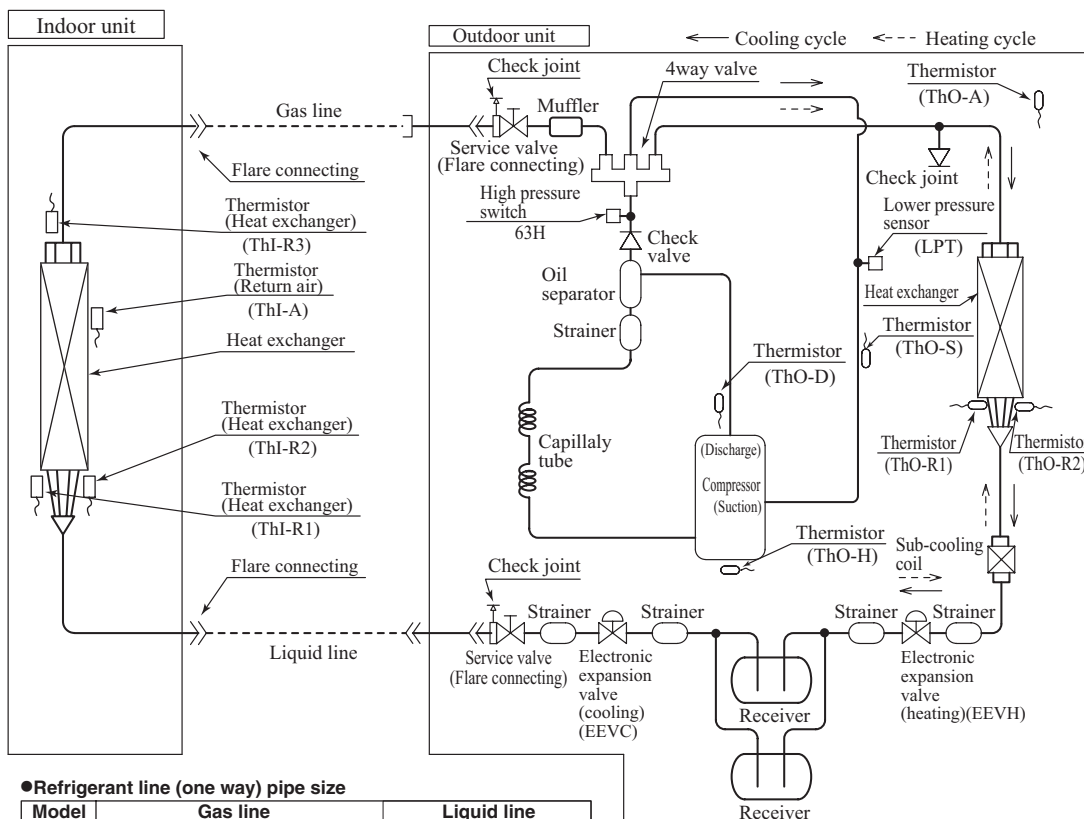 Indoor unit
Outdoor unit
Cooling cycle
Heating cycle
Check joint
4way valve
Thermistor
(ThO-A)
Gas line
Muffler
Service valve
(Flare connecting)
Flare connecting
Check joint
High pressure
switch
63H
Lower pressure
sensor
(LPT)
Thermistor
(Heat exchanger)
(ThI-R3)
Check
valve
Thermistor
(Return air)
(ThI-A)
Oil
separator
Heat exchanger
Strainer
Heat exchanger
Thermistor
(ThO-S)
Thermistor
(ThO-D)
Thermistor
(Heat exchanger)
(ThI-R2)
Capillaly
tube
(Discharge)
Compressor
(Suction)
Thermistor
(ThO-R1)
Thermistor
(ThO-R2)
Thermistor
(Heat exchanger)
(ThI-R1)
Thermistor
(ThO-H)
Sub-cooling
coil
Flare connecting
Check joint
Strainer
Strainer
Strainer
Strainer
Liquid line
Service valve
(Flare connecting)
Electronic
expansion
valve
(cooling)
(EEVC)
Receiver
Electronic
expansion
valve
(heating)(EEVH)
Receiver
●Refrigerant line (one way) pipe size
Model Gas line Liquid line